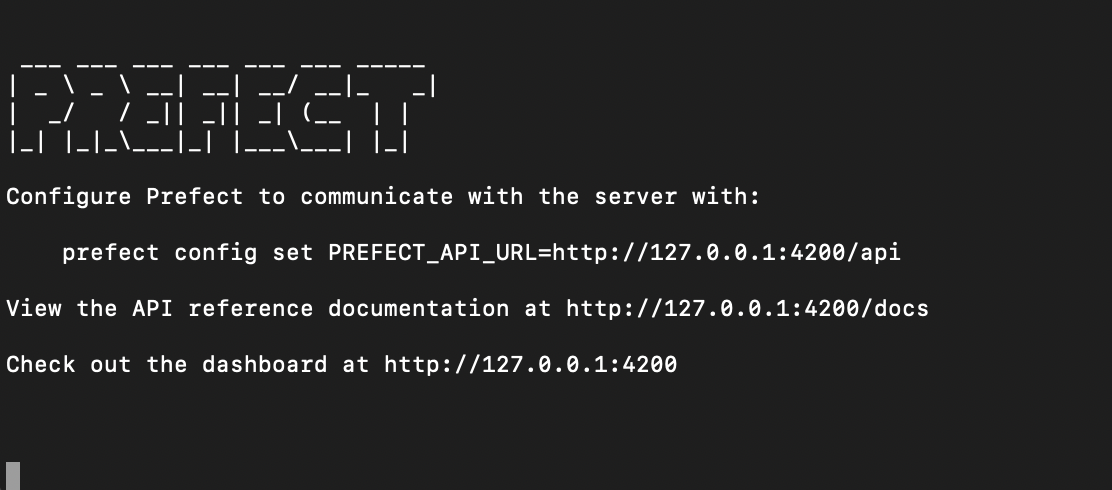 ___ ___ ___ ___ ___ ___ _____
| _ \ _ \ __| __| __/ __|_   _|
|  _/   / _|| _|| _| (__  | |
|_| |_|_\___|_| |___\___| |_|
Configure Prefect to communicate with the server with:
prefect config set PREFECT_API_URL=http://127.0.0.1:4200/api
View the API reference documentation at http://127.0.0.1:4200/docs
Check out the dashboard at http://127.0.0.1:4200